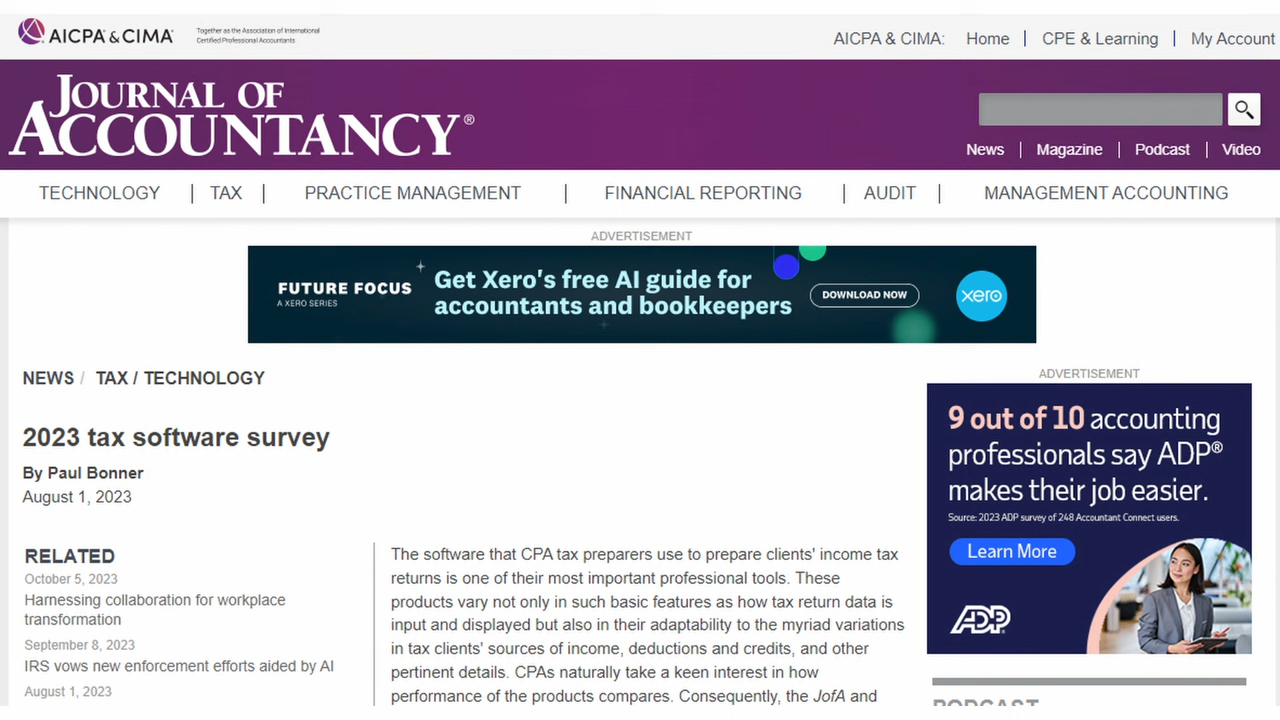 AICPA & CIMA
Together as the Association of International
Certified Professional Accountants
AICPA & CIMA: Home | CPE & Learning | My Account
JOURNAL OF
ACCOUNTANCY®
News | Magazine | Podcast | Video
TECHNOLOGY | TAX | PRACTICE MANAGEMENT | FINANCIAL REPORTING | AUDIT | MANAGEMENT ACCOUNTING
ADVERTISEMENT
FUTURE FOCUS
A XERO SERIES
Get Xero's free AI guide for
accountants and bookkeepers
DOWNLOAD NOW
xero
NEWS / TAX / TECHNOLOGY
2023 tax software survey
By Paul Bonner
August 1, 2023
RELATED
October 5, 2023
Harnessing collaboration for workplace
transformation
September 8, 2023
IRS vows new enforcement efforts aided by AI
August 1, 2023
The software that CPA tax preparers use to prepare clients' income tax
returns is one of their most important professional tools. These
products vary not only in such basic features as how tax return data is
input and displayed but also in their adaptability to the myriad variations
in tax clients' sources of income, deductions and credits, and other
pertinent details. CPAs naturally take a keen interest in how
performance of the products compares. Consequently, the JofA and
ADVERTISEMENT
9 out of 10 accounting
professionals say ADP®
makes their job easier.
Source: 2023 ADP survey of 248 Accountant Connect users.
Learn More
ADP
PODCAST